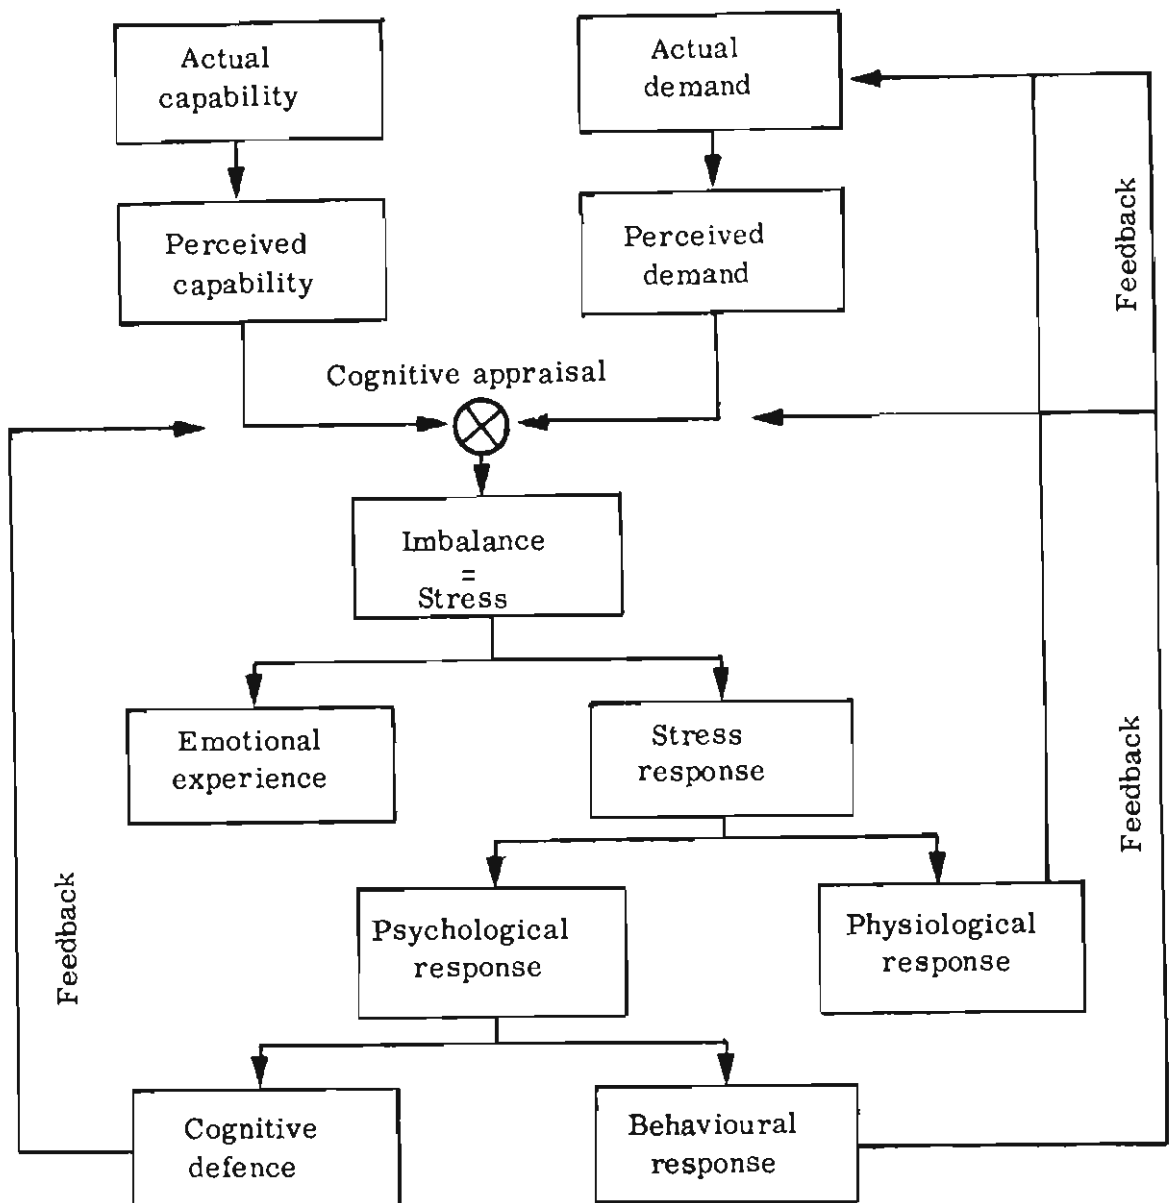 Actual
capability
Actual
demand
Perceived
capability
Perceived
demand
Feedback
Cognitive appraisal
Imbalance
=
Stress
Emotional
experience
Stress
response
Feedback
Feedback
Psychological
response
Physiological
response
Cognitive
defence
Behavioural
response